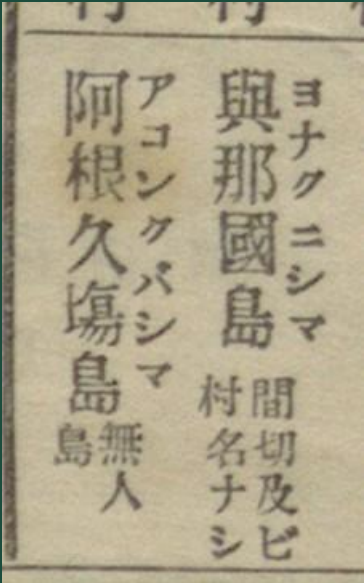 ヨナクニシマ
與那國島
間切及ビ
村名ナシ
アコンクバシマ
阿根久塲島
無人
島